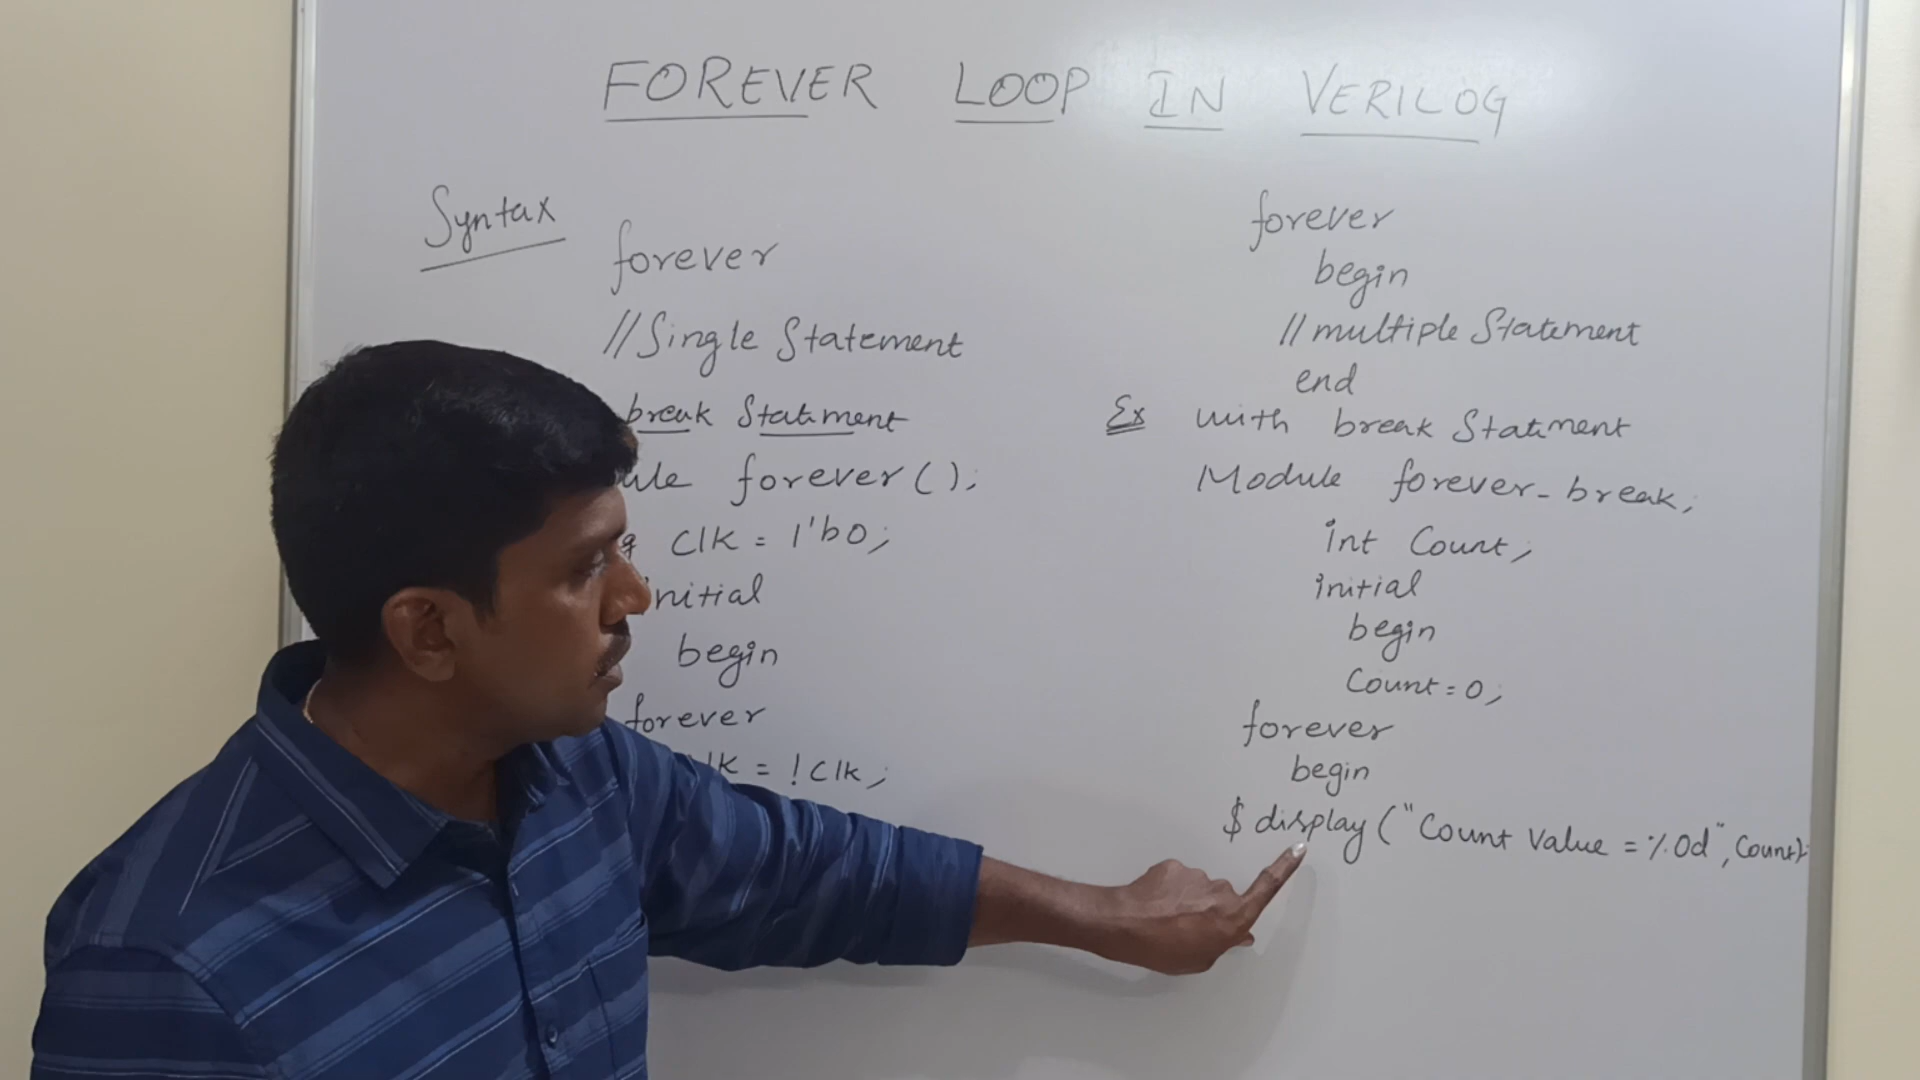 FOREVER LOOP IN VERILOG
Syntax
forever
//Single Statement
break Statment
ule forever();
clk = 1'b0;
initial
begin
forever
lk = !clk;
forever
begin
//multiple Statement
end
Ex with break Statment
Module forever_break;
int Count;
initial
begin
Count=0;
forever
begin
$display("Count Value =%0d", Count);